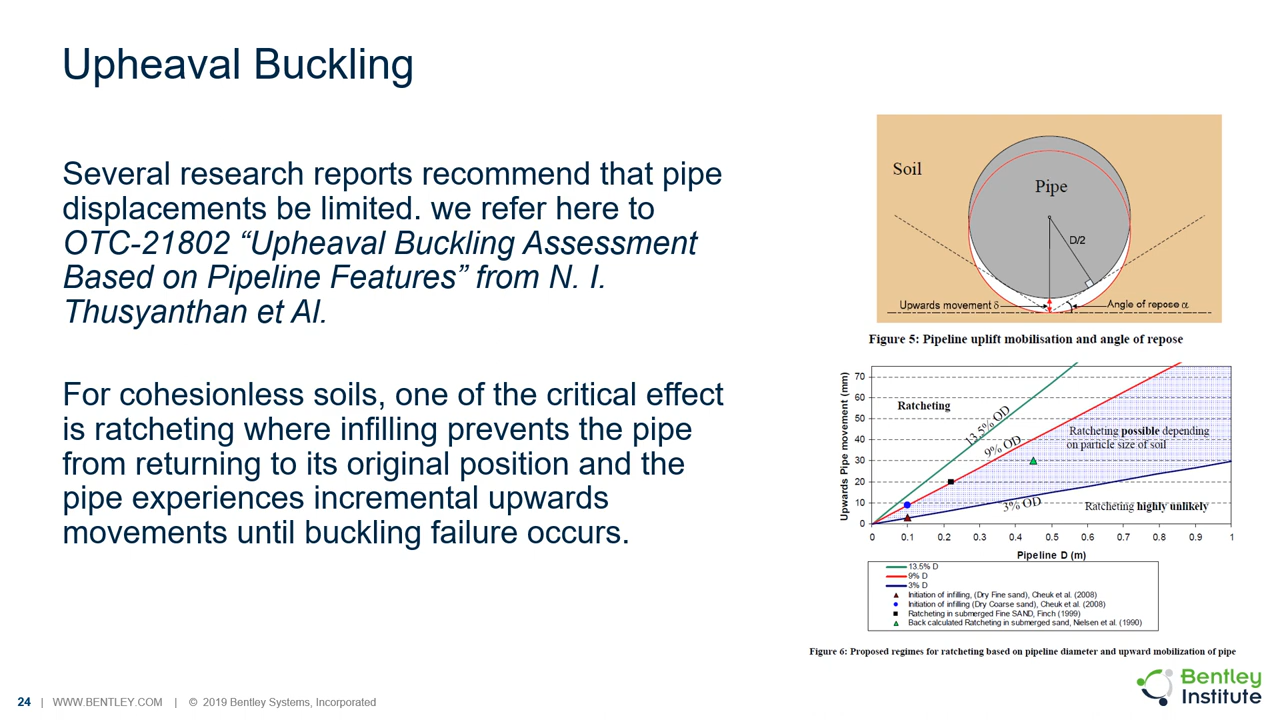 Upheaval Buckling
Several research reports recommend that pipe
displacements be limited. we refer here to
OTC-21802 “Upheaval Buckling Assessment
Based on Pipeline Features” from N. I.
Thusyanthan et Al.
For cohesionless soils, one of the critical effect
is ratcheting where infilling prevents the pipe
from returning to its original position and the
pipe experiences incremental upwards
movements until buckling failure occurs.
Soil
Pipe
D/2
Upwards movement δ
Angle of repose α
Figure 5: Pipeline uplift mobilisation and angle of repose
Upwards Pipe movement (mm)
70
60
50
40
30
20
10
0
Ratcheting
13.5% OD
9% OD
Ratcheting possible depending
on particle size of soil
3% OD
Ratcheting highly unlikely
0 0.1 0.2 0.3 0.4 0.5 0.6 0.7 0.8 0.9 1
Pipeline D (m)
13.5% D
9% D
3% D
Initiation of infilling, (Dry Fine sand), Cheuk et al. (2008)
Initiation of infilling (Dry Coarse sand), Cheuk et al. (2008)
Ratcheting in submerged Fine SAND, Finch (1999)
Back calculated Ratcheting in submerged sand, Nielsen et al. (1990)
Figure 6: Proposed regimes for ratcheting based on pipeline diameter and upward mobilization of pipe
24 | WWW.BENTLEY.COM | © 2019 Bentley Systems, Incorporated
Bentley
Institute